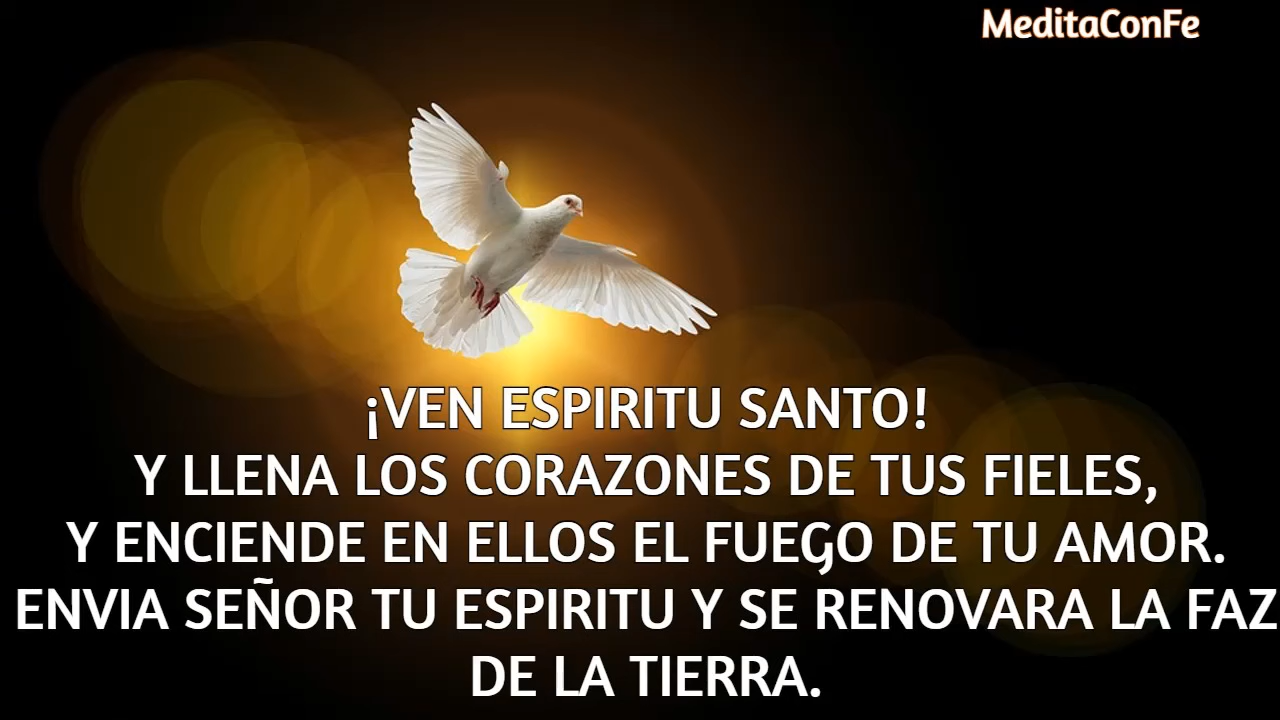 MeditaConFe
¡VEN ESPIRITU SANTO!
Y LLENA LOS CORAZONES DE TUS FIELES,
Y ENCIENDE EN ELLOS EL FUEGO DE TU AMOR.
ENVIA SEÑOR TU ESPIRITU Y SE RENOVARA LA FAZ
DE LA TIERRA.